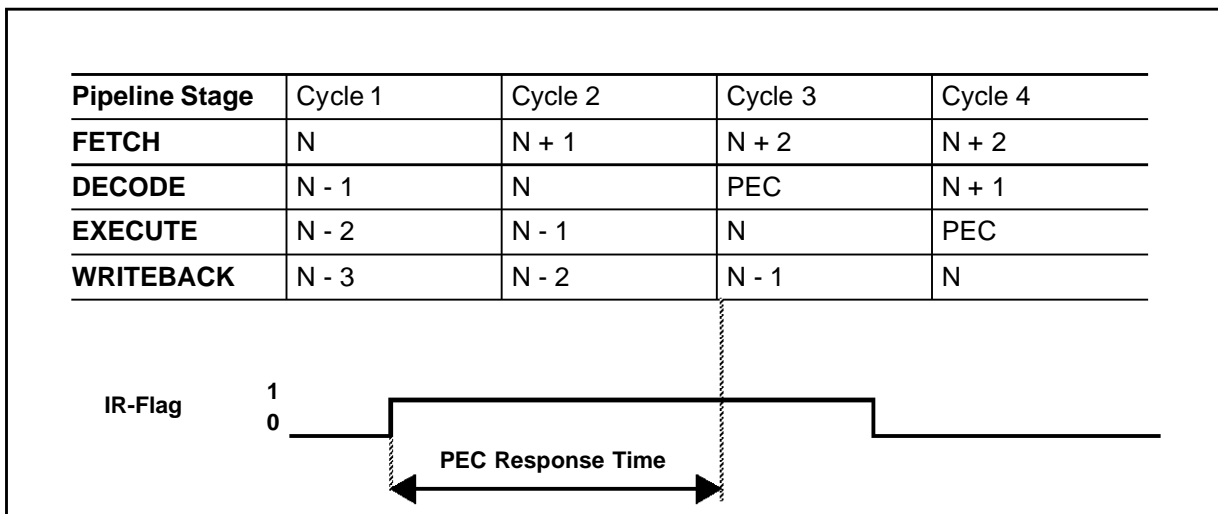 Pipeline Stage Cycle 1 Cycle 2 Cycle 3 Cycle 4
FETCH N N + 1 N + 2 N + 2
DECODE N - 1 N PEC N + 1
EXECUTE N - 2 N - 1 N PEC
WRITEBACK N - 3 N - 2 N - 1 N
1
IR-Flag
0
PEC Response Time